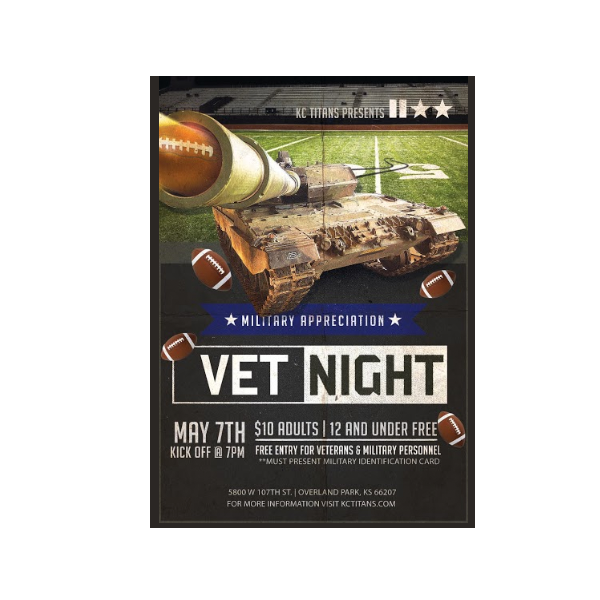 KC TITANS PRESENTS
★ MILITARY APPRECIATION ★
VET NIGHT
MAY 7TH
KICK OFF @ 7PM
$10 ADULTS | 12 AND UNDER FREE
FREE ENTRY FOR VETERANS & MILITARY PERSONNEL
**MUST PRESENT MILITARY IDENTIFICATION CARD
5800 W 107TH ST. | OVERLAND PARK, KS 66207
FOR MORE INFORMATION VISIT KCTITANS.COM